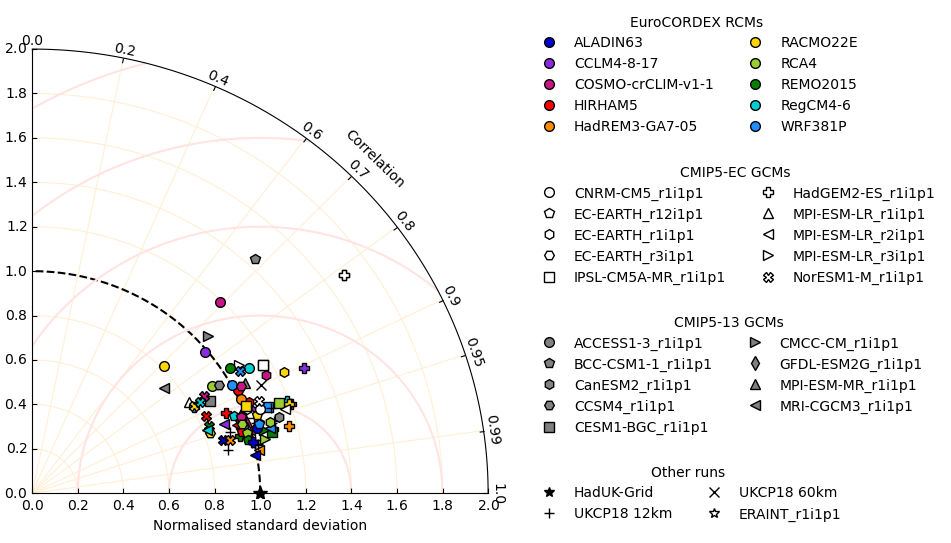 EuroCORDEX RCMs
ALADIN63 RACMO22E
CCLM4-8-17 RCA4
COSMO-crCLIM-v1-1 REMO2015
HIRHAM5 RegCM4-6
HadREM3-GA7-05 WRF381P
CMIP5-EC GCMs
CNRM-CM5_r1i1p1 HadGEM2-ES_r1i1p1
EC-EARTH_r12i1p1 MPI-ESM-LR_r1i1p1
EC-EARTH_r1i1p1 MPI-ESM-LR_r2i1p1
EC-EARTH_r3i1p1 MPI-ESM-LR_r3i1p1
IPSL-CM5A-MR_r1i1p1 NorESM1-M_r1i1p1
CMIP5-13 GCMs
ACCESS1-3_r1i1p1 CMCC-CM_r1i1p1
BCC-CSM1-1_r1i1p1 GFDL-ESM2G_r1i1p1
CanESM2_r1i1p1 MPI-ESM-MR_r1i1p1
CCSM4_r1i1p1 MRI-CGCM3_r1i1p1
CESM1-BGC_r1i1p1
Other runs
HadUK-Grid UKCP18 60km
UKCP18 12km ERAINT_r1i1p1
Correlation
0.0
0.2
0.4
0.6
0.7
0.8
0.9
0.95
0.99
1.0
2.0
1.8
1.6
1.4
1.2
1.0
0.8
0.6
0.4
0.2
0.0
0.0 0.2 0.4 0.6 0.8 1.0 1.2 1.4 1.6 1.8 2.0
Normalised standard deviation